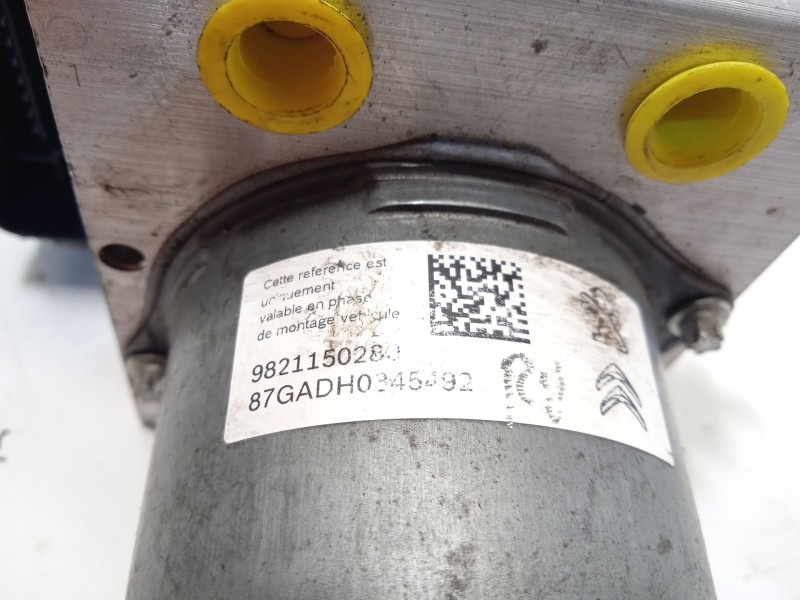 Cette reference est
uniquement
valable en phase
de montage vehicule
9821150280
87GADH0345492